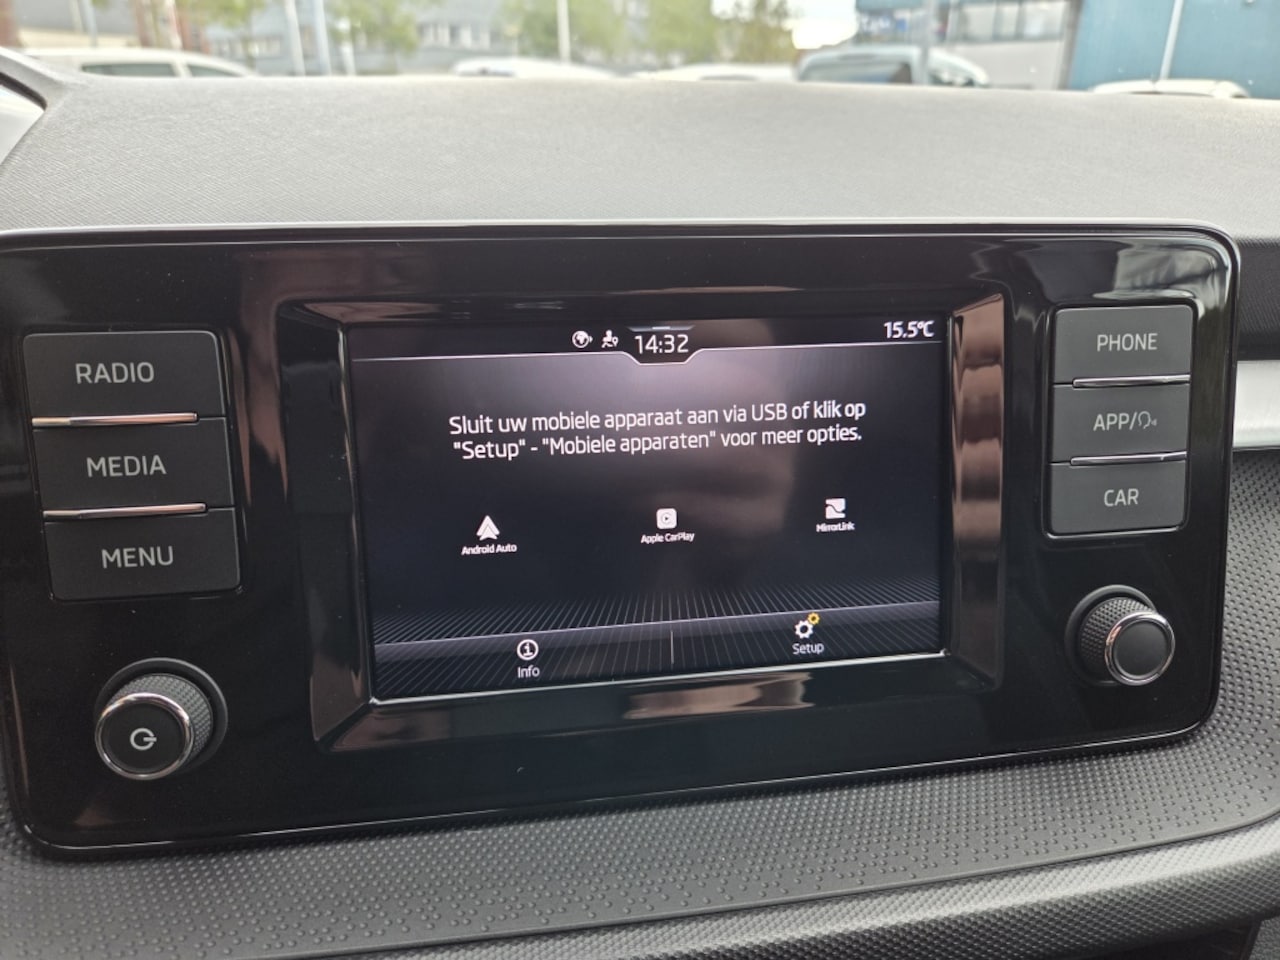 14:32
15.5°C
RADIO
MEDIA
MENU
Sluit uw mobiele apparaat aan via USB of klik op
"Setup" - "Mobiele apparaten" voor meer opties.
Android Auto
Apple CarPlay
MirrorLink
Info
Setup
PHONE
APP/
CAR